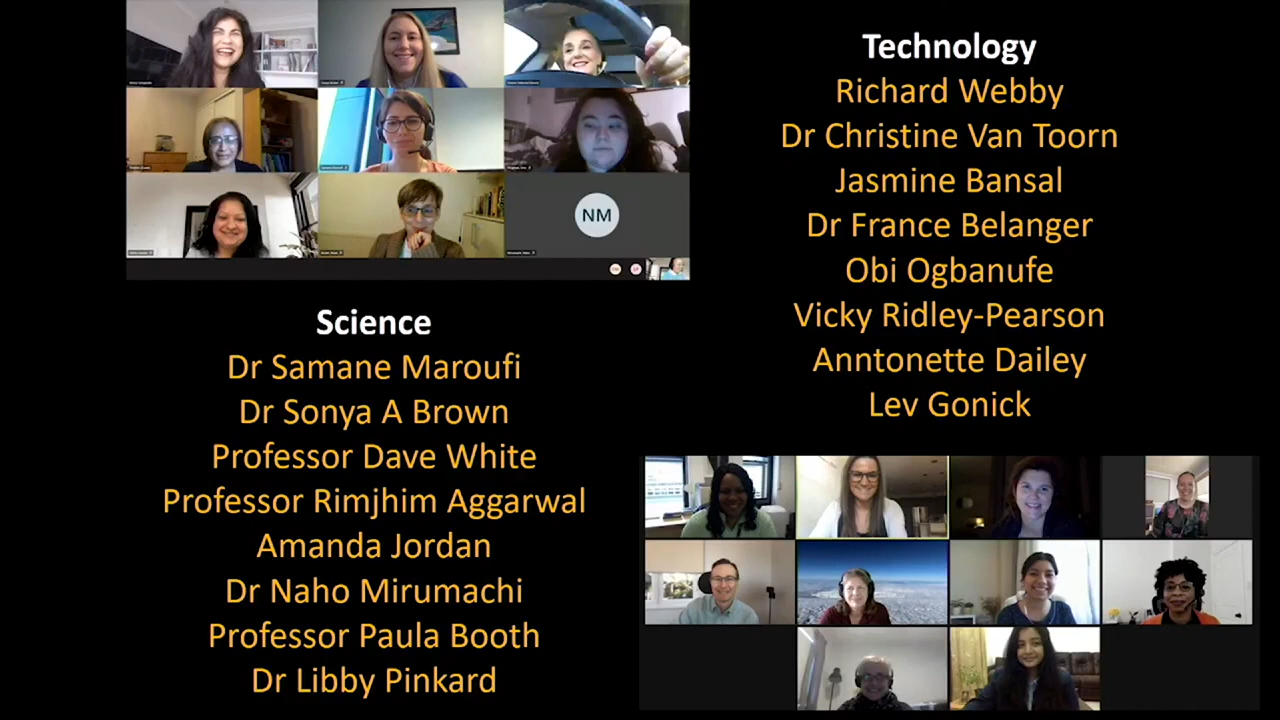 NM
Science
Dr Samane Maroufi
Dr Sonya A Brown
Professor Dave White
Professor Rimjhim Aggarwal
Amanda Jordan
Dr Naho Mirumachi
Professor Paula Booth
Dr Libby Pinkard
Technology
Richard Webby
Dr Christine Van Toorn
Jasmine Bansal
Dr France Belanger
Obi Ogbanufe
Vicky Ridley-Pearson
Anntonette Dailey
Lev Gonick